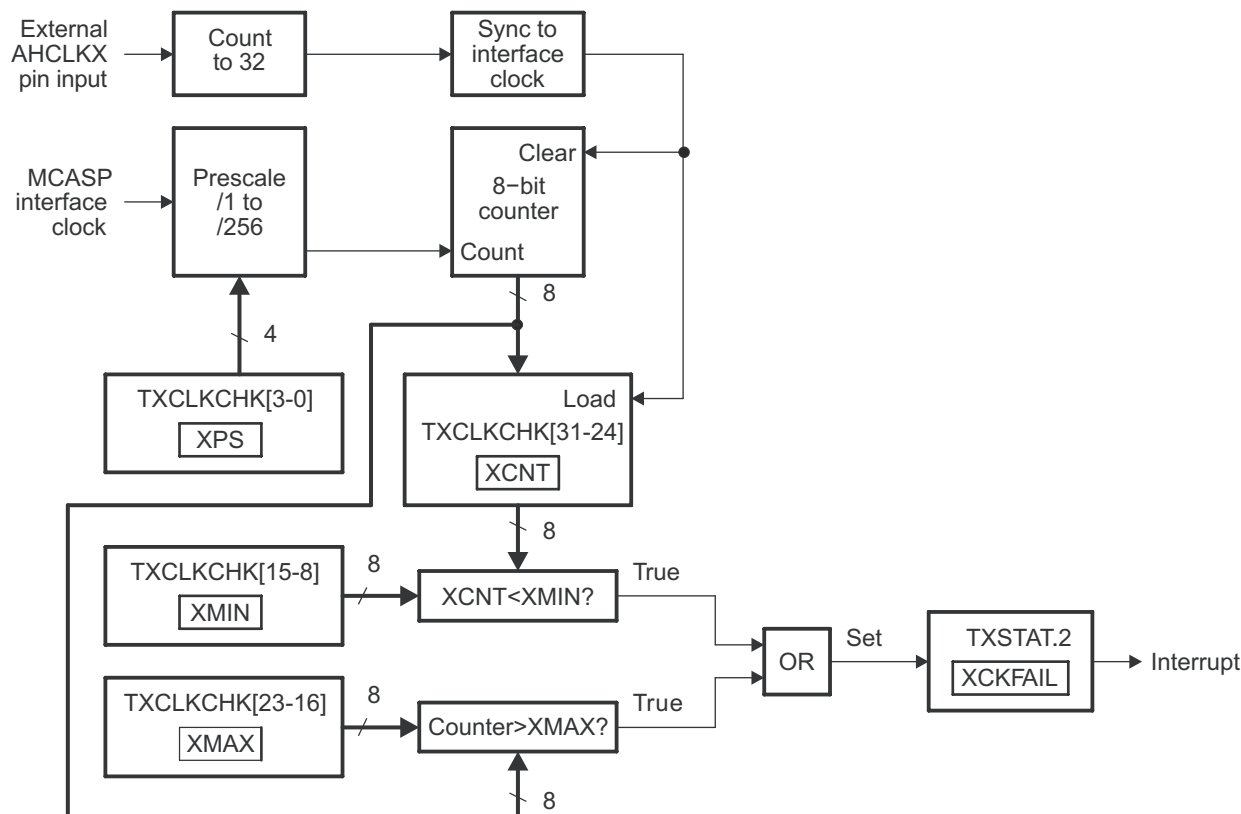 External
AHCLKX
pin input
Count
to 32
Sync to
interface
clock
MCASP
interface
clock
Prescale
/1 to
/256
Clear
8−bit
counter
Count
8
4
TXCLKCHK[3-0]
XPS
Load
TXCLKCHK[31-24]
XCNT
8
TXCLKCHK[15-8]
XMIN
8
XCNT<XMIN?
True
OR
Set
TXSTAT.2
XCKFAIL
Interrupt
TXCLKCHK[23-16]
XMAX
8
Counter>XMAX?
True
8